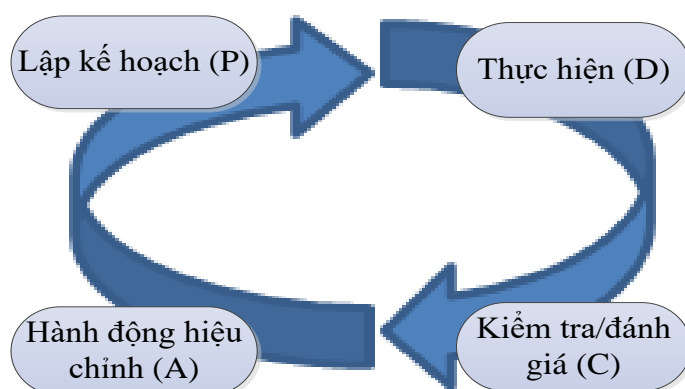 Lập kế hoạch (P)
Thực hiện (D)
Kiểm tra/đánh
giá (C)
Hành động hiệu
chỉnh (A)